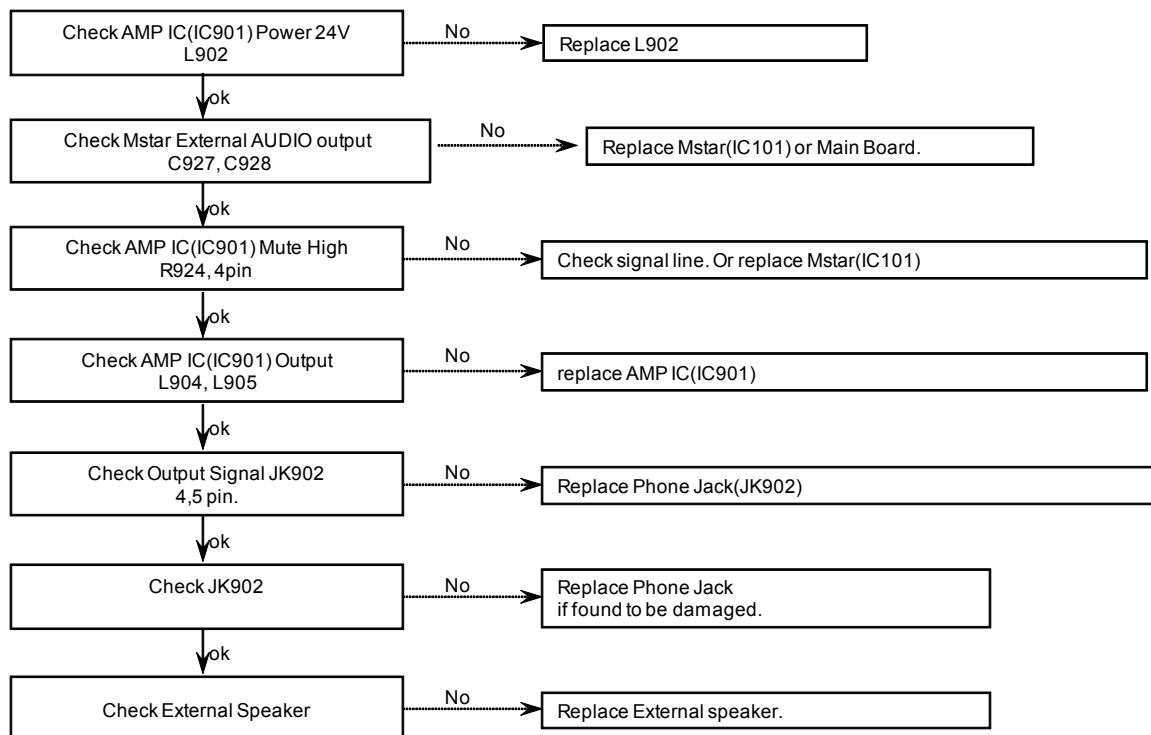 Check AMP IC(IC901) Power 24V
L902
No
Replace L902
ok
Check Mstar External AUDIO output
C927, C928
No
Replace Mstar(IC101) or Main Board.
ok
Check AMP IC(IC901) Mute High
R924, 4pin
No
Check signal line. Or replace Mstar(IC101)
ok
Check AMP IC(IC901) Output
L904, L905
No
replace AMP IC(IC901)
ok
Check Output Signal JK902
4,5 pin.
No
Replace Phone Jack(JK902)
ok
Check JK902
No
Replace Phone Jack
if found to be damaged.
ok
Check External Speaker
No
Replace External speaker.